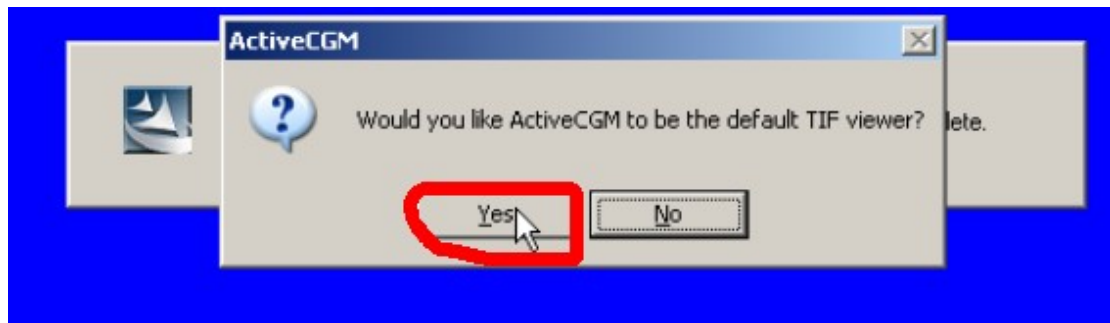 ActiveCGM
Would you like ActiveCGM to be the default TIF viewer?
lete.
Yes
No